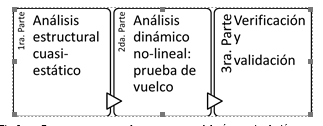 1ra. Parte
Análisis
estructural
cuasi-
estático
2da. Parte
Análisis
dinámico
no-lineal:
prueba de
vuelco
3ra. Parte
Verificación
y
validación